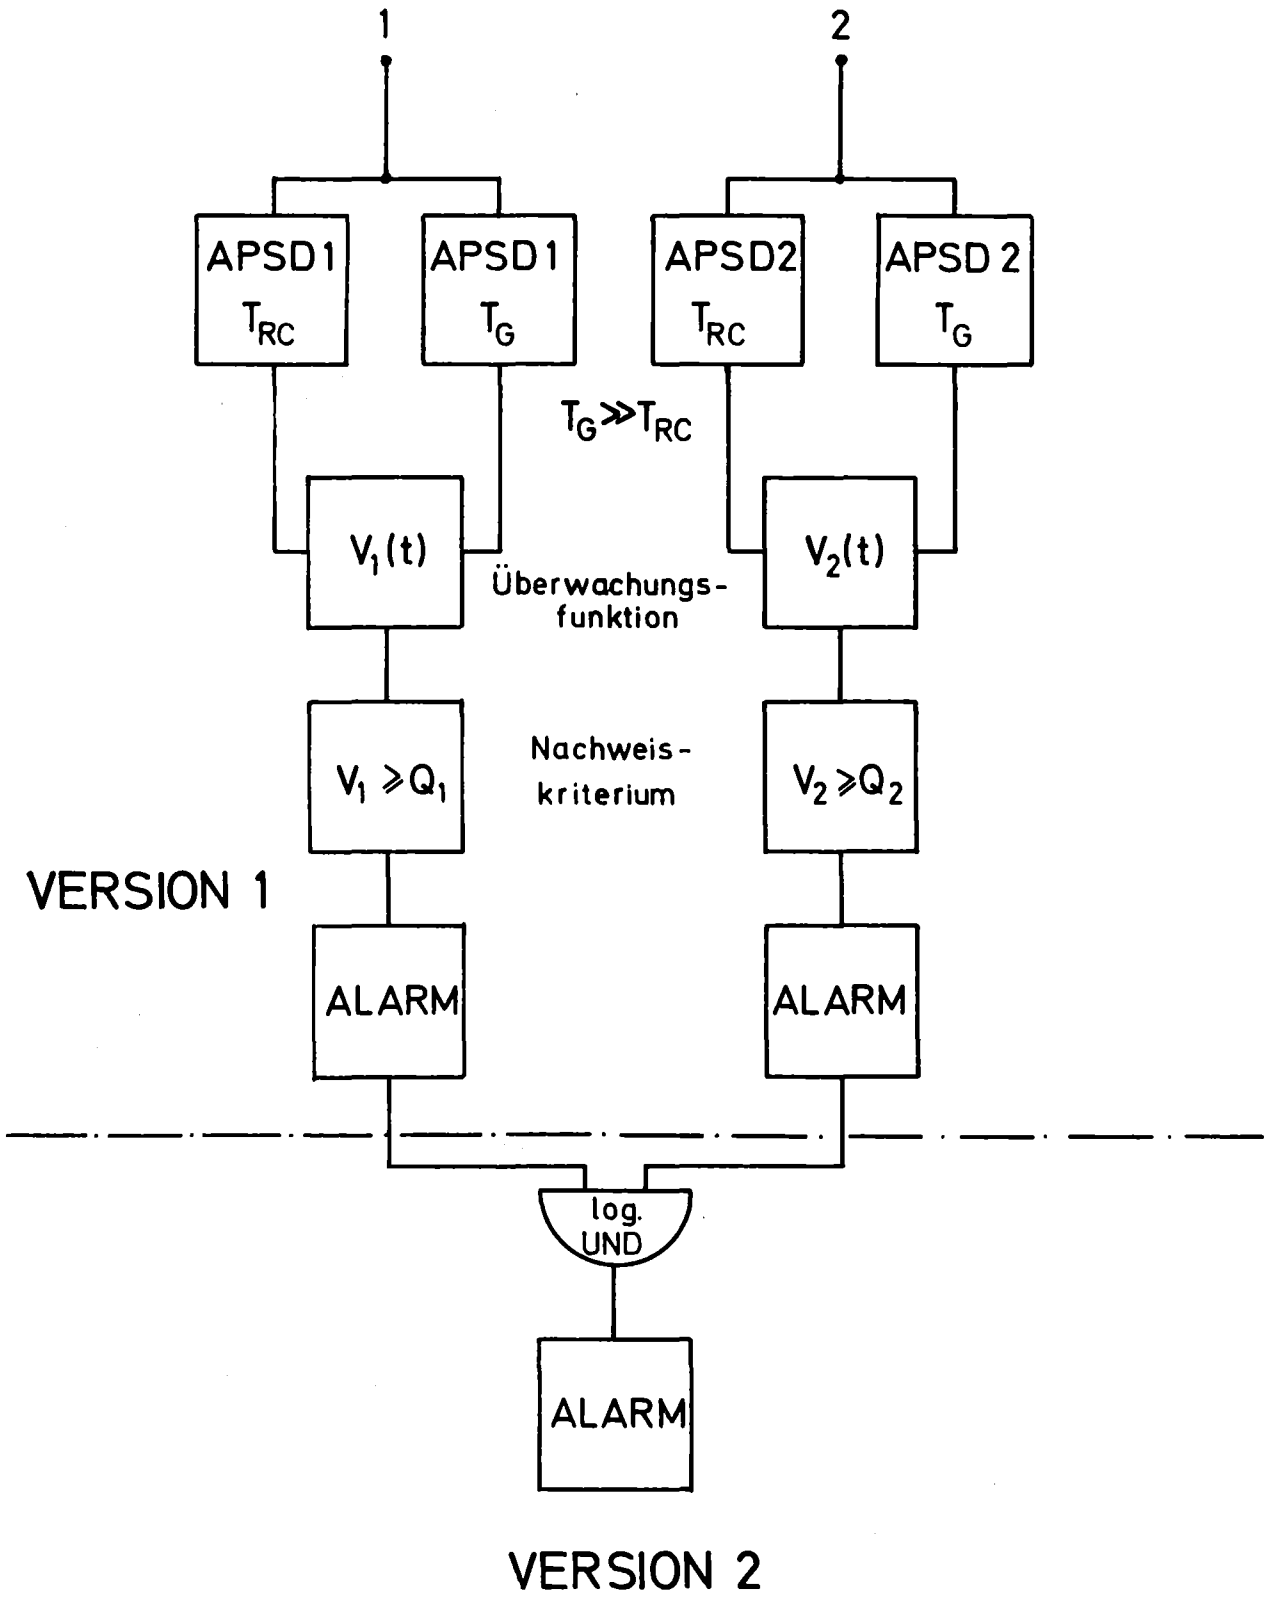 1
2
APSD1
T_RC
APSD1
T_G
APSD2
T_RC
APSD 2
T_G
T_G≫T_RC
V_1(t)
V_2(t)
Überwachungs-
funktion
V_1 ⩾Q_1
Nachweis-
kriterium
V_2 ⩾Q_2
VERSION 1
ALARM
ALARM
log.
UND
ALARM
VERSION 2